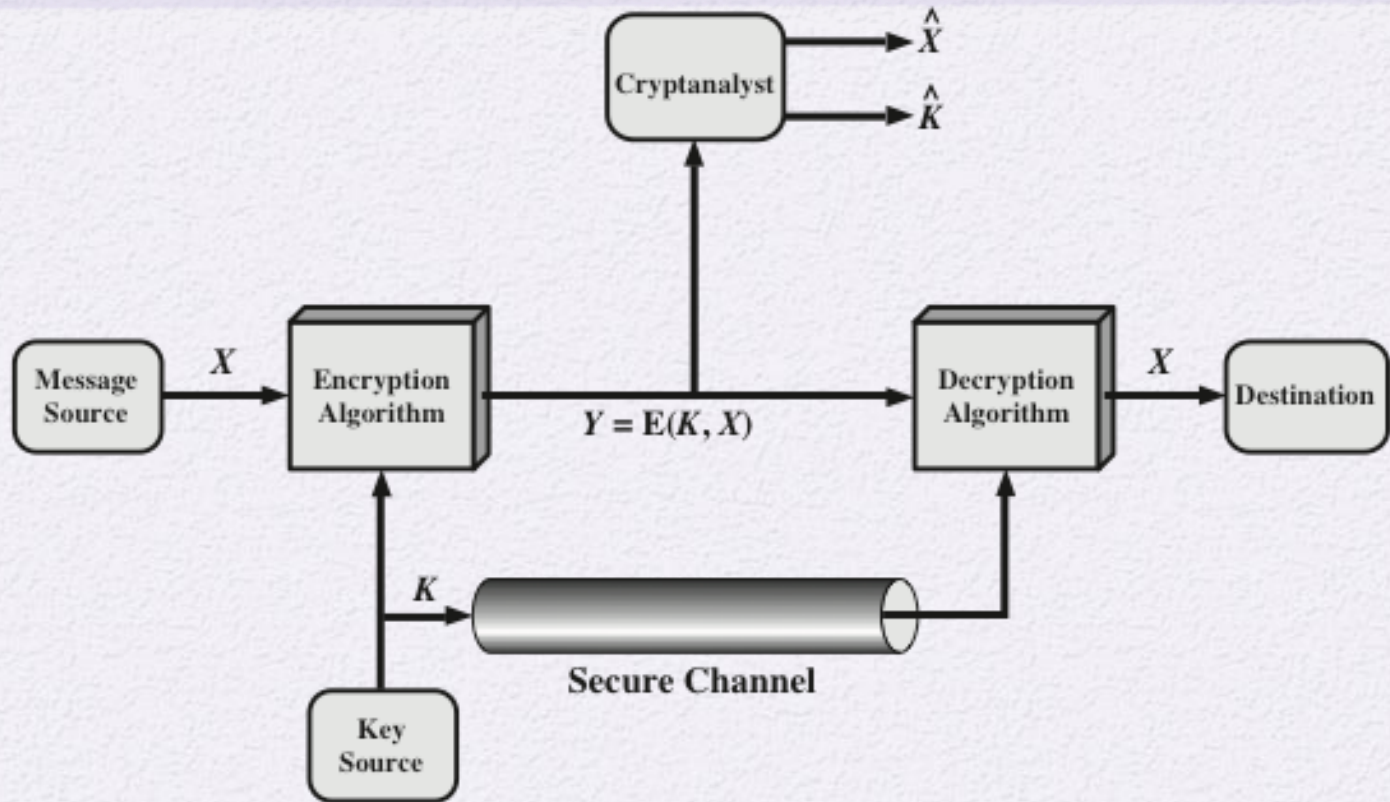 Cryptanalyst
X̂
K̂
Message
Source
X
Encryption
Algorithm
Y = E(K, X)
Decryption
Algorithm
X
Destination
K
Secure Channel
Key
Source